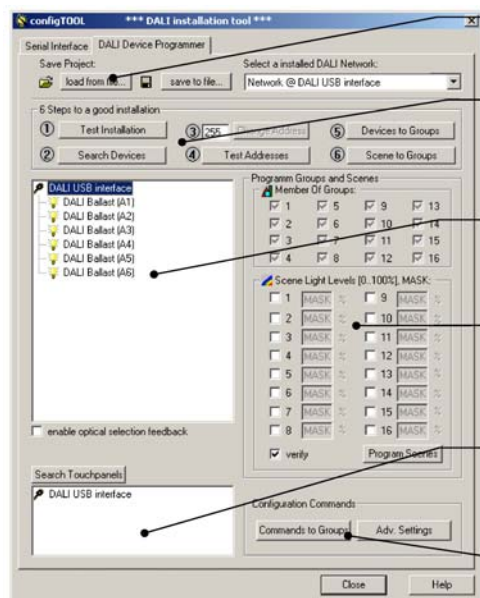 configTOOL *** DALI installation tool ***
Serial Interface DALI Device Programmer
Save Project:
load from file...
save to file...
Select a installed DALI Network:
Network @ DALI USB interface
6 Steps to a good installation
1 Test Installation
3 255 Change Address
5 Devices to Groups
2 Search Devices
4 Test Addresses
6 Scene to Groups
DALI USB interface
DALI Ballast (A1)
DALI Ballast (A2)
DALI Ballast (A3)
DALI Ballast (A4)
DALI Ballast (A5)
DALI Ballast (A6)
enable optical selection feedback
Search Touchpanels
DALI USB interface
Programm Groups and Scenes
Member Of Groups:
1 5 9 13
2 6 10 14
3 7 11 15
4 8 12 16
Scene Light Levels [0..100%], MASK:
1 MASK % 9 MASK %
2 MASK % 10 MASK %
3 MASK % 11 MASK %
4 MASK % 12 MASK %
5 MASK % 13 MASK %
6 MASK % 14 MASK %
7 MASK % 15 MASK %
8 MASK % 16 MASK %
verify Program Scenes
Configuration Commands
Commands to Groups Adv. Settings
Close Help